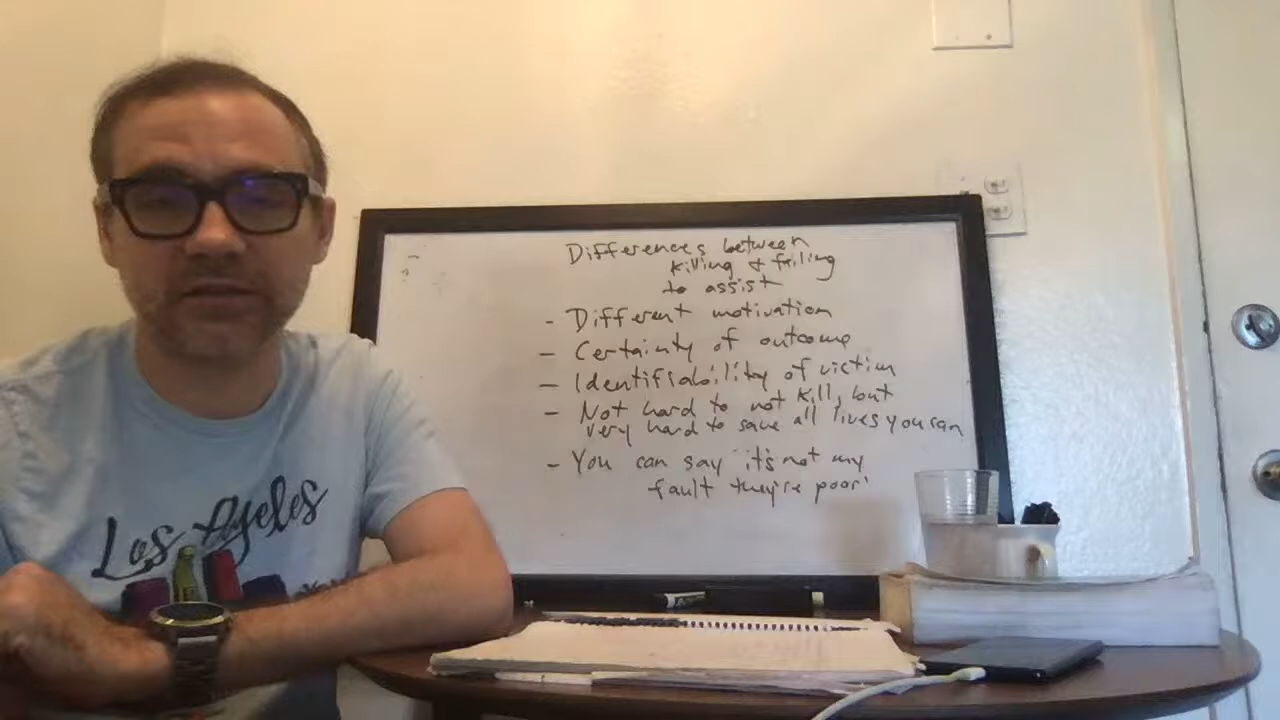 Los Angeles
Differences between
killing & failing
to assist
- Different motivation
- Certainty of outcome
- Identifiability of victim
- Not hard to not kill, but
very hard to save all lives you can
- You can say "it's not my
fault they're poor"